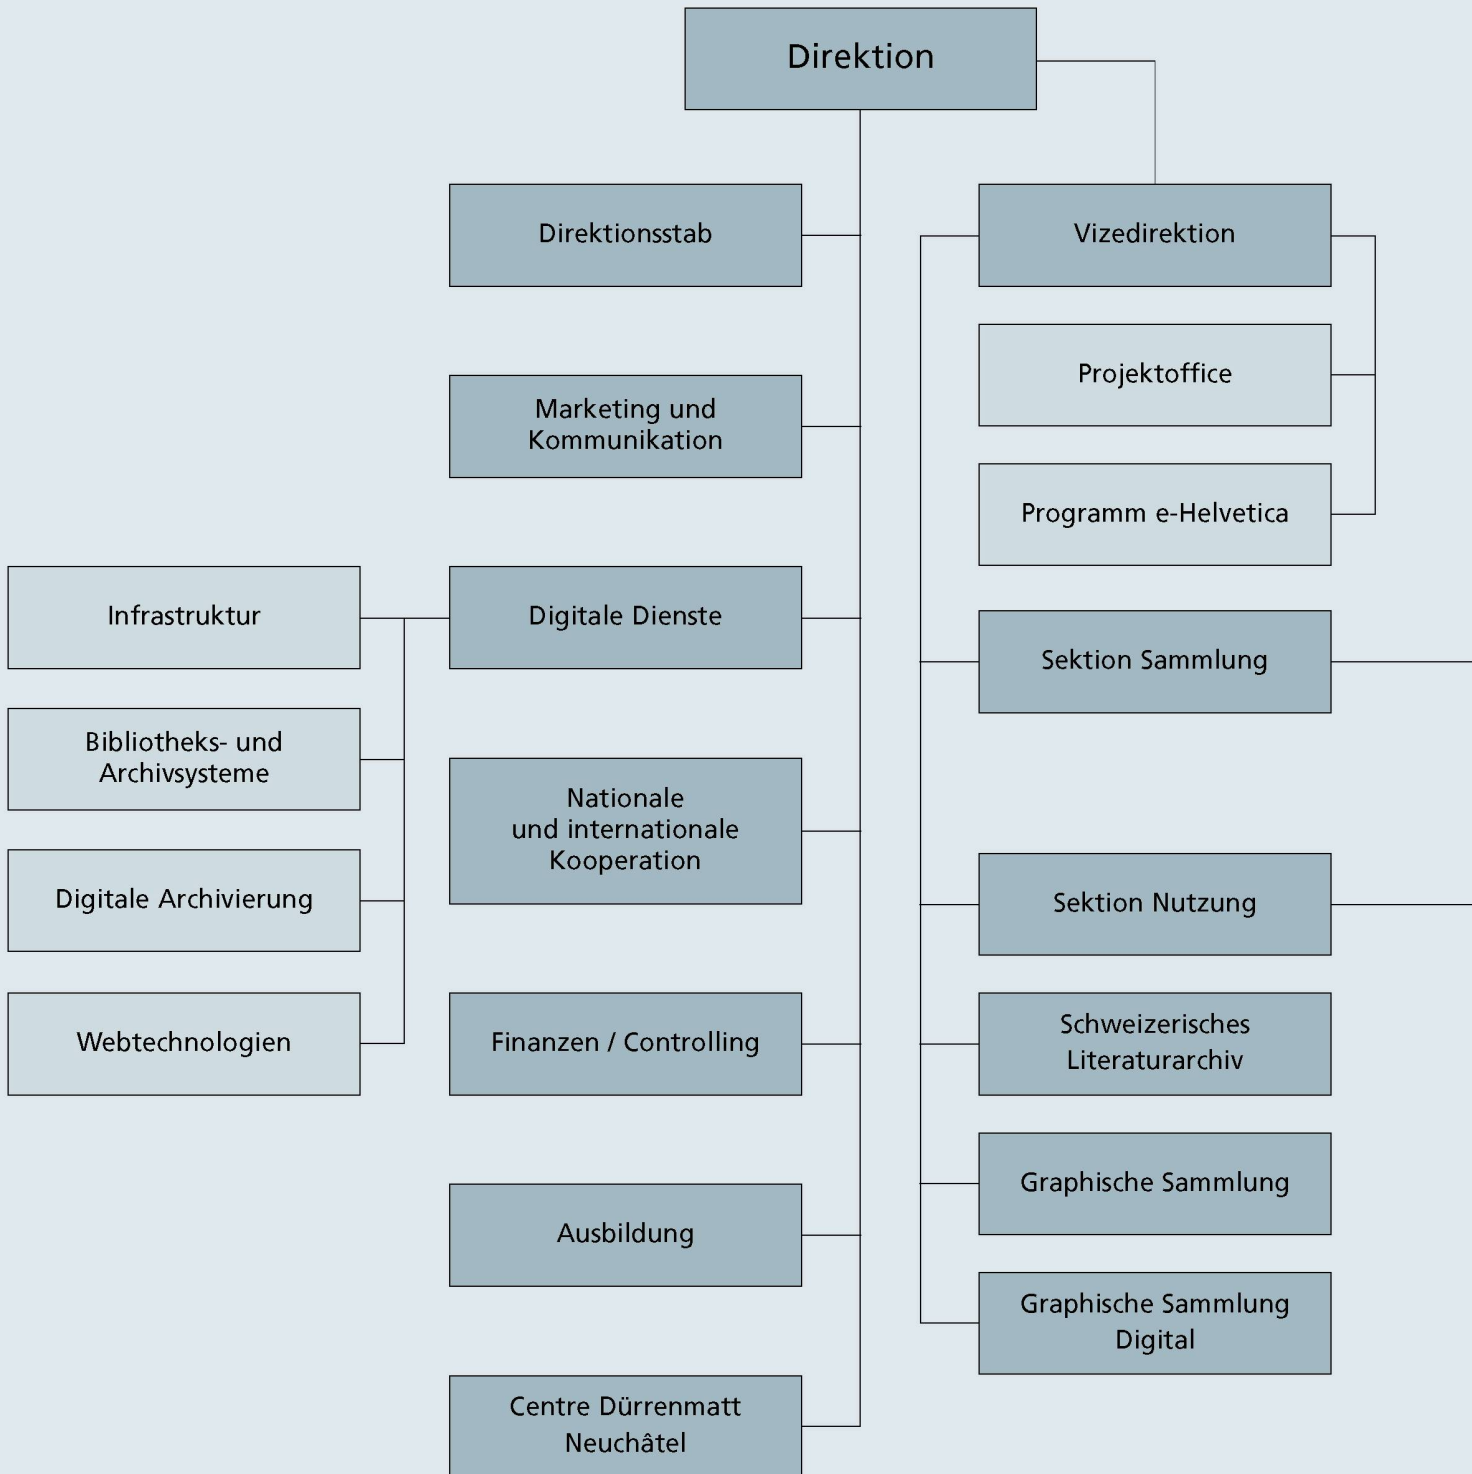 Direktion
Direktionsstab
Vizedirektion
Projektoffice
Marketing und
Kommunikation
Programm e-Helvetica
Infrastruktur
Digitale Dienste
Sektion Sammlung
Bibliotheks- und
Archivsysteme
Nationale
und internationale
Kooperation
Digitale Archivierung
Sektion Nutzung
Webtechnologien
Finanzen / Controlling
Schweizerisches
Literaturarchiv
Graphische Sammlung
Ausbildung
Graphische Sammlung
Digital
Centre Dürrenmatt
Neuchâtel